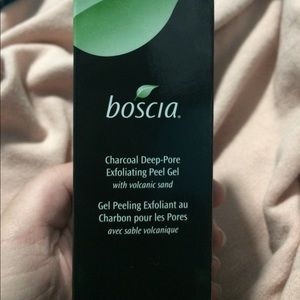 boscia®
Charcoal Deep-Pore
Exfoliating Peel Gel
with volcanic sand
Gel Peeling Exfoliant au
Charbon pour les Pores
avec sable volcanique